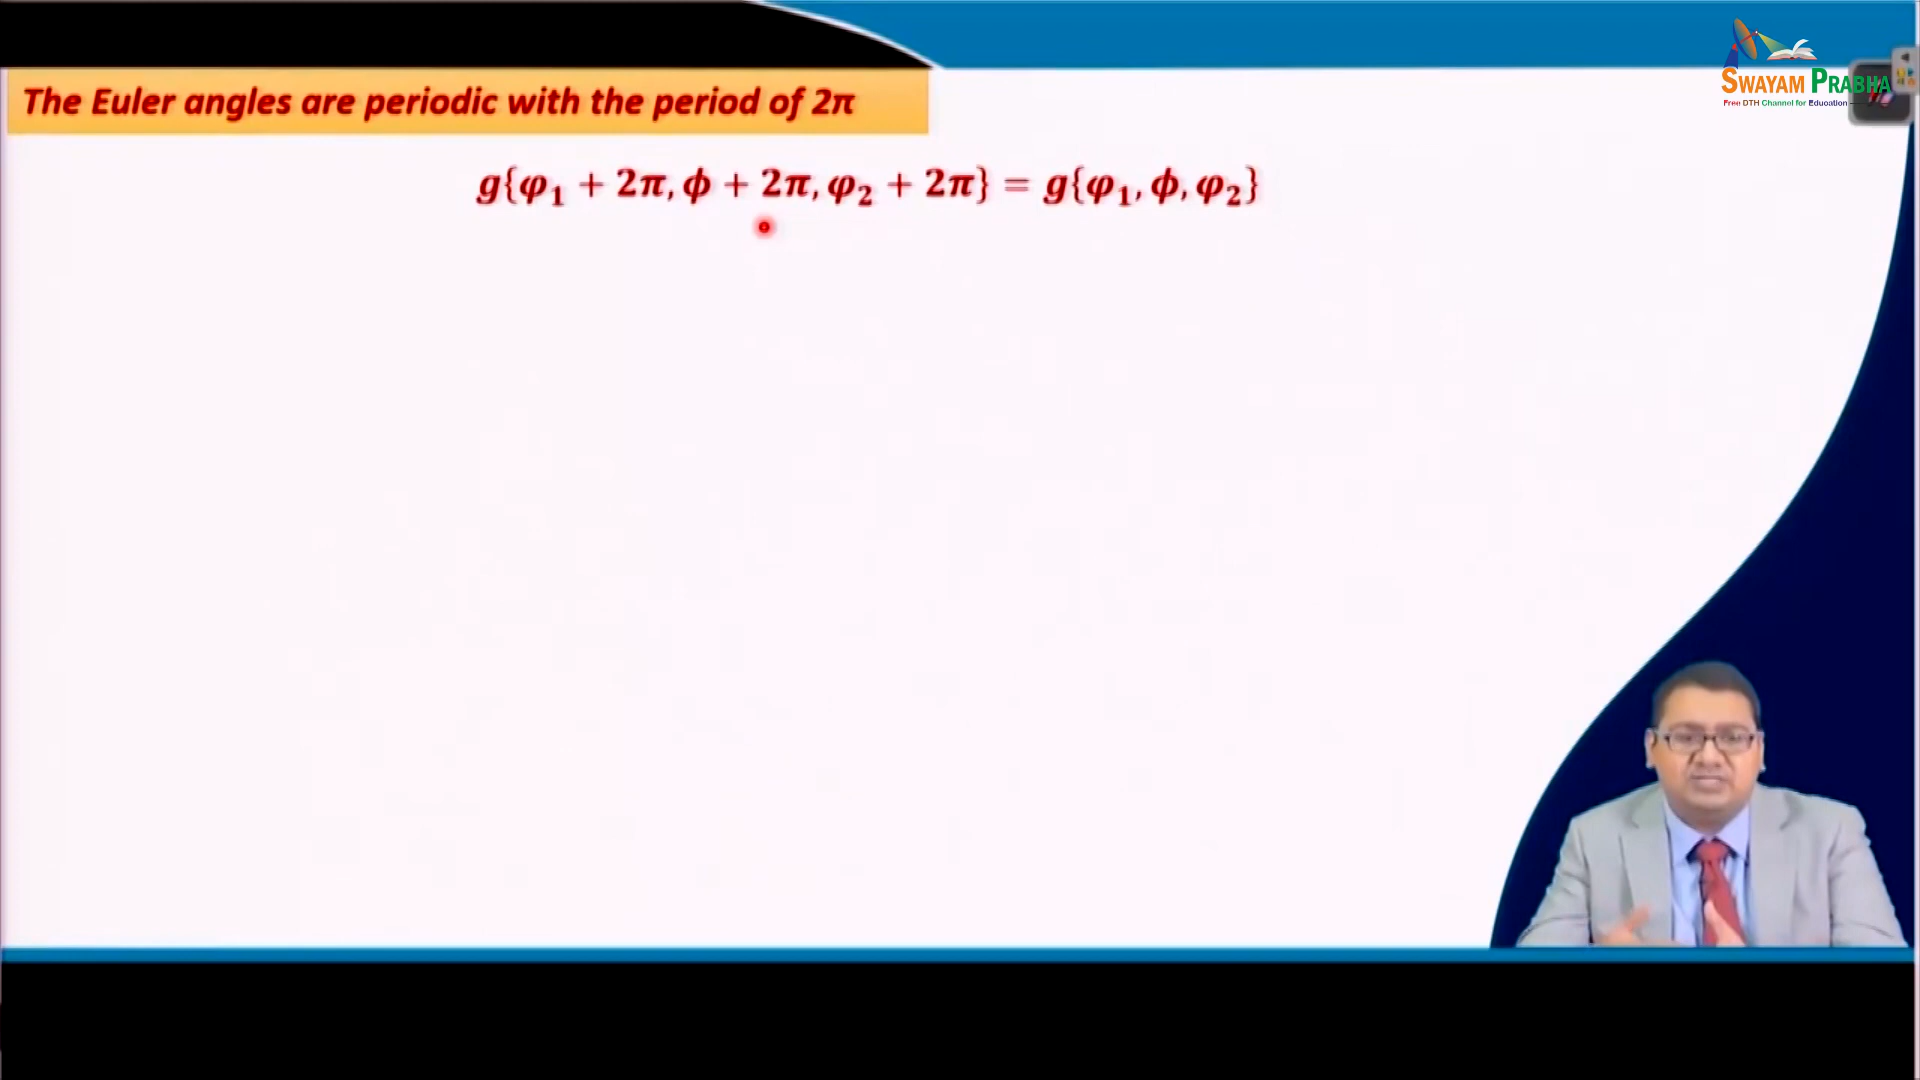 SWAYAM PRABHA
Free DTH Channel for Education
The Euler angles are periodic with the period of 2π
g{φ₁ + 2π, ϕ + 2π, φ₂ + 2π} = g{φ₁, ϕ, φ₂}